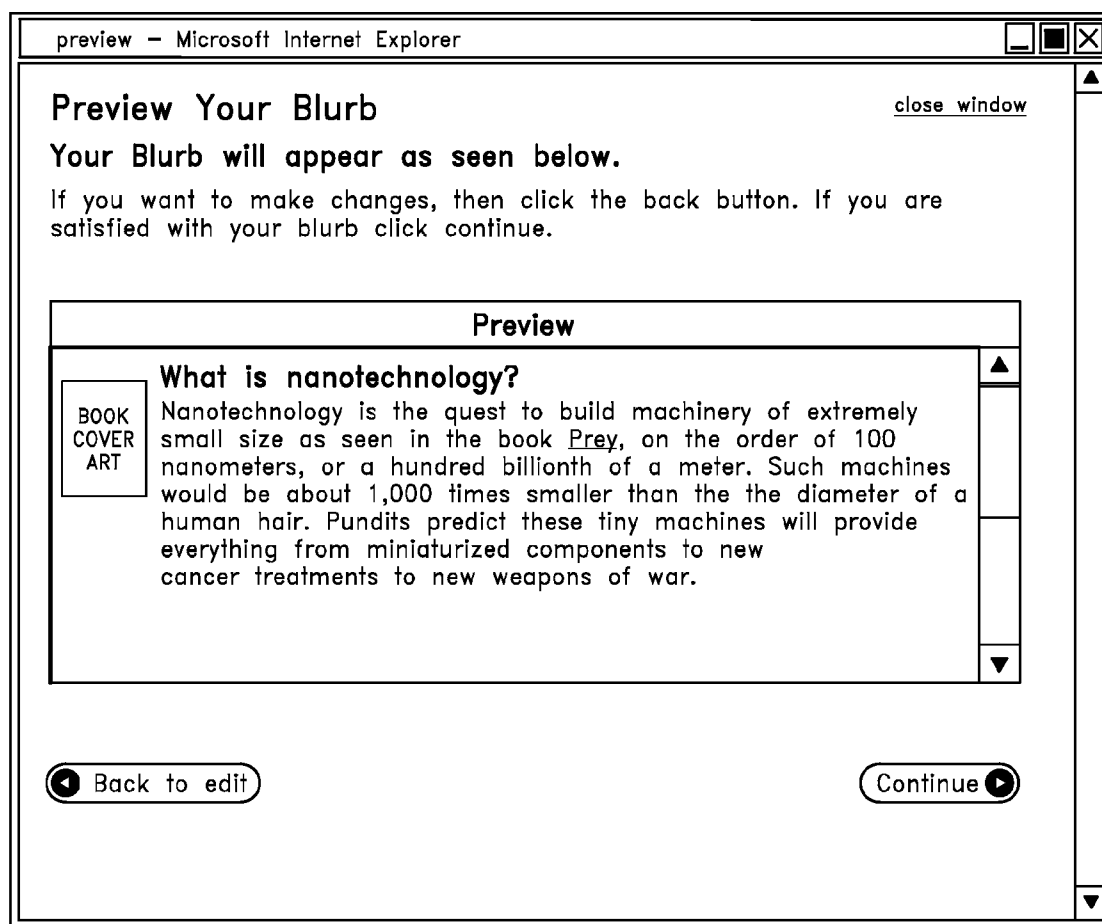 preview – Microsoft Internet Explorer
Preview Your Blurb
close window
Your Blurb will appear as seen below.
If you want to make changes, then click the back button. If you are
satisfied with your blurb click continue.
Preview
BOOK
COVER
ART
What is nanotechnology?
Nanotechnology is the quest to build machinery of extremely
small size as seen in the book Prey, on the order of 100
nanometers, or a hundred billionth of a meter. Such machines
would be about 1,000 times smaller than the the diameter of a
human hair. Pundits predict these tiny machines will provide
everything from miniaturized components to new
cancer treatments to new weapons of war.
Back to edit
Continue